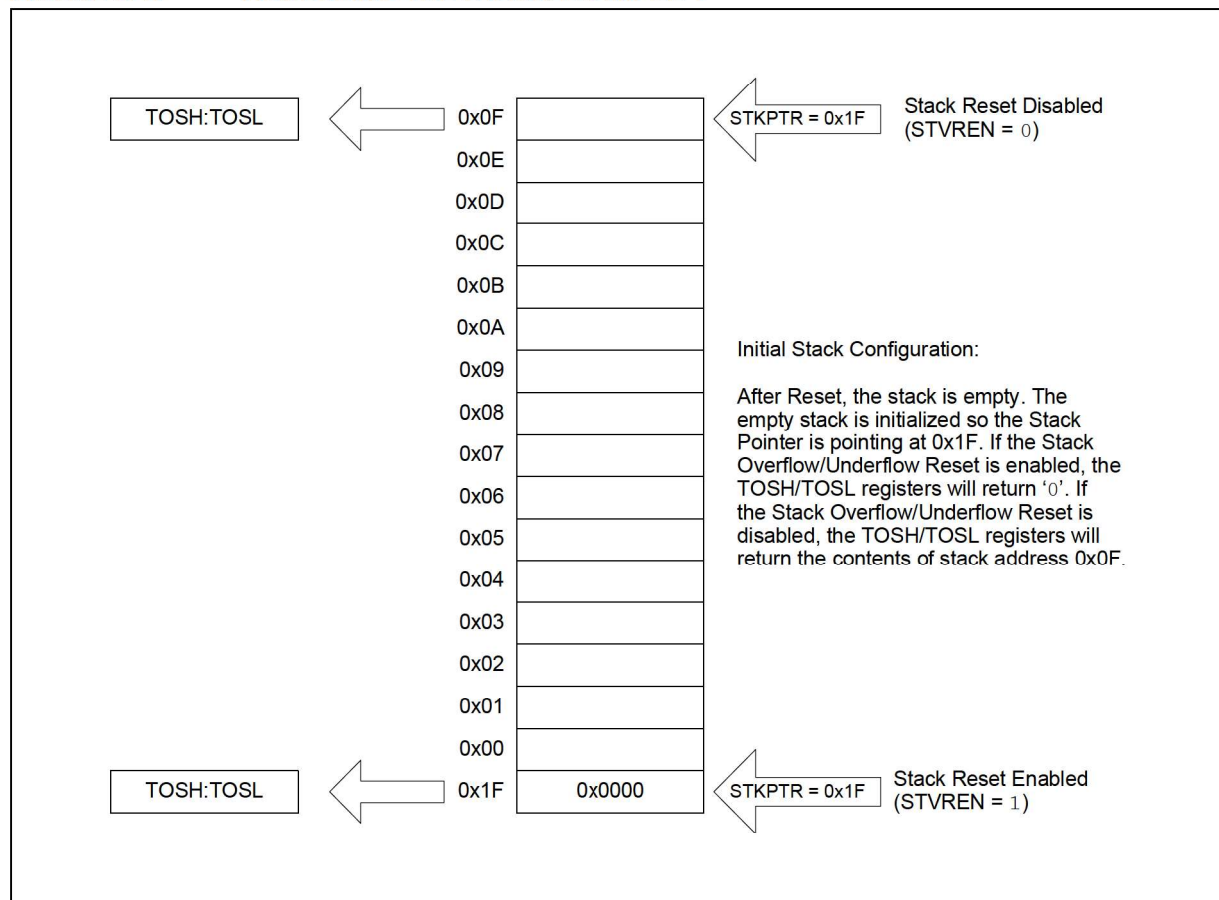 TOSH:TOSL
0x0F
STKPTR = 0x1F
Stack Reset Disabled
(STVREN = 0)
0x0E
0x0D
0x0C
0x0B
0x0A
0x09
0x08
0x07
0x06
0x05
0x04
0x03
0x02
0x01
0x00
Initial Stack Configuration:
After Reset, the stack is empty. The
empty stack is initialized so the Stack
Pointer is pointing at 0x1F. If the Stack
Overflow/Underflow Reset is enabled, the
TOSH/TOSL registers will return ‘0’. If
the Stack Overflow/Underflow Reset is
disabled, the TOSH/TOSL registers will
return the contents of stack address 0x0F.
TOSH:TOSL
0x1F
0x0000
STKPTR = 0x1F
Stack Reset Enabled
(STVREN = 1)